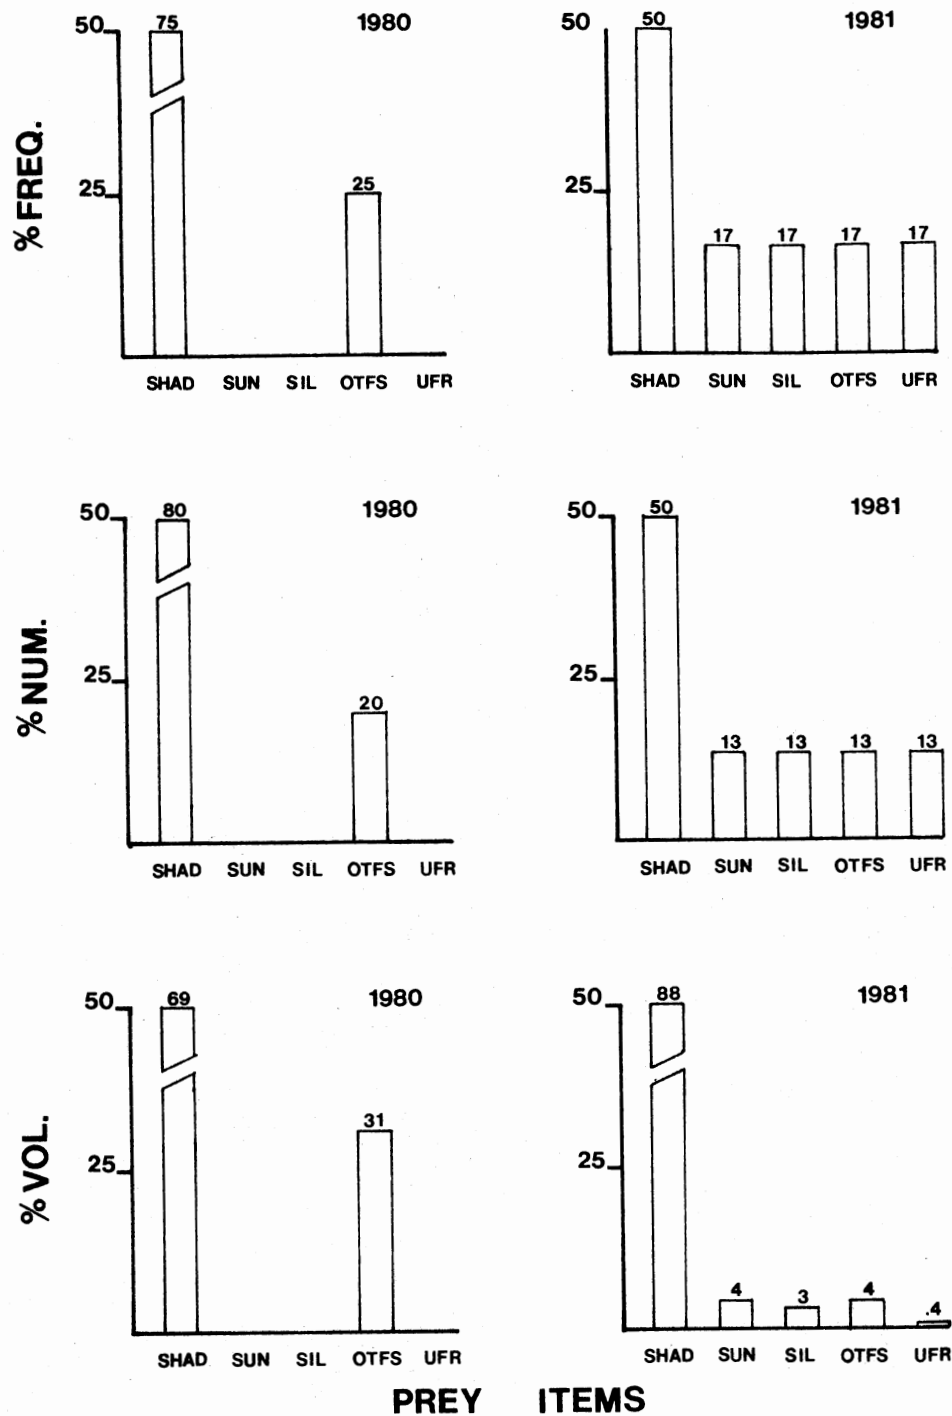 50 75 1980
25 25
%FREQ.
SHAD SUN SIL OTFS UFR
50 50 1981
25 17 17 17 17
SHAD SUN SIL OTFS UFR
50 80 1980
25 20
%NUM.
SHAD SUN SIL OTFS UFR
50 50 1981
25 13 13 13 13
SHAD SUN SIL OTFS UFR
50 69 1980
25 31
%VOL.
SHAD SUN SIL OTFS UFR
50 88 1981
25
4 3 4 .4
SHAD SUN SIL OTFS UFR
PREY ITEMS